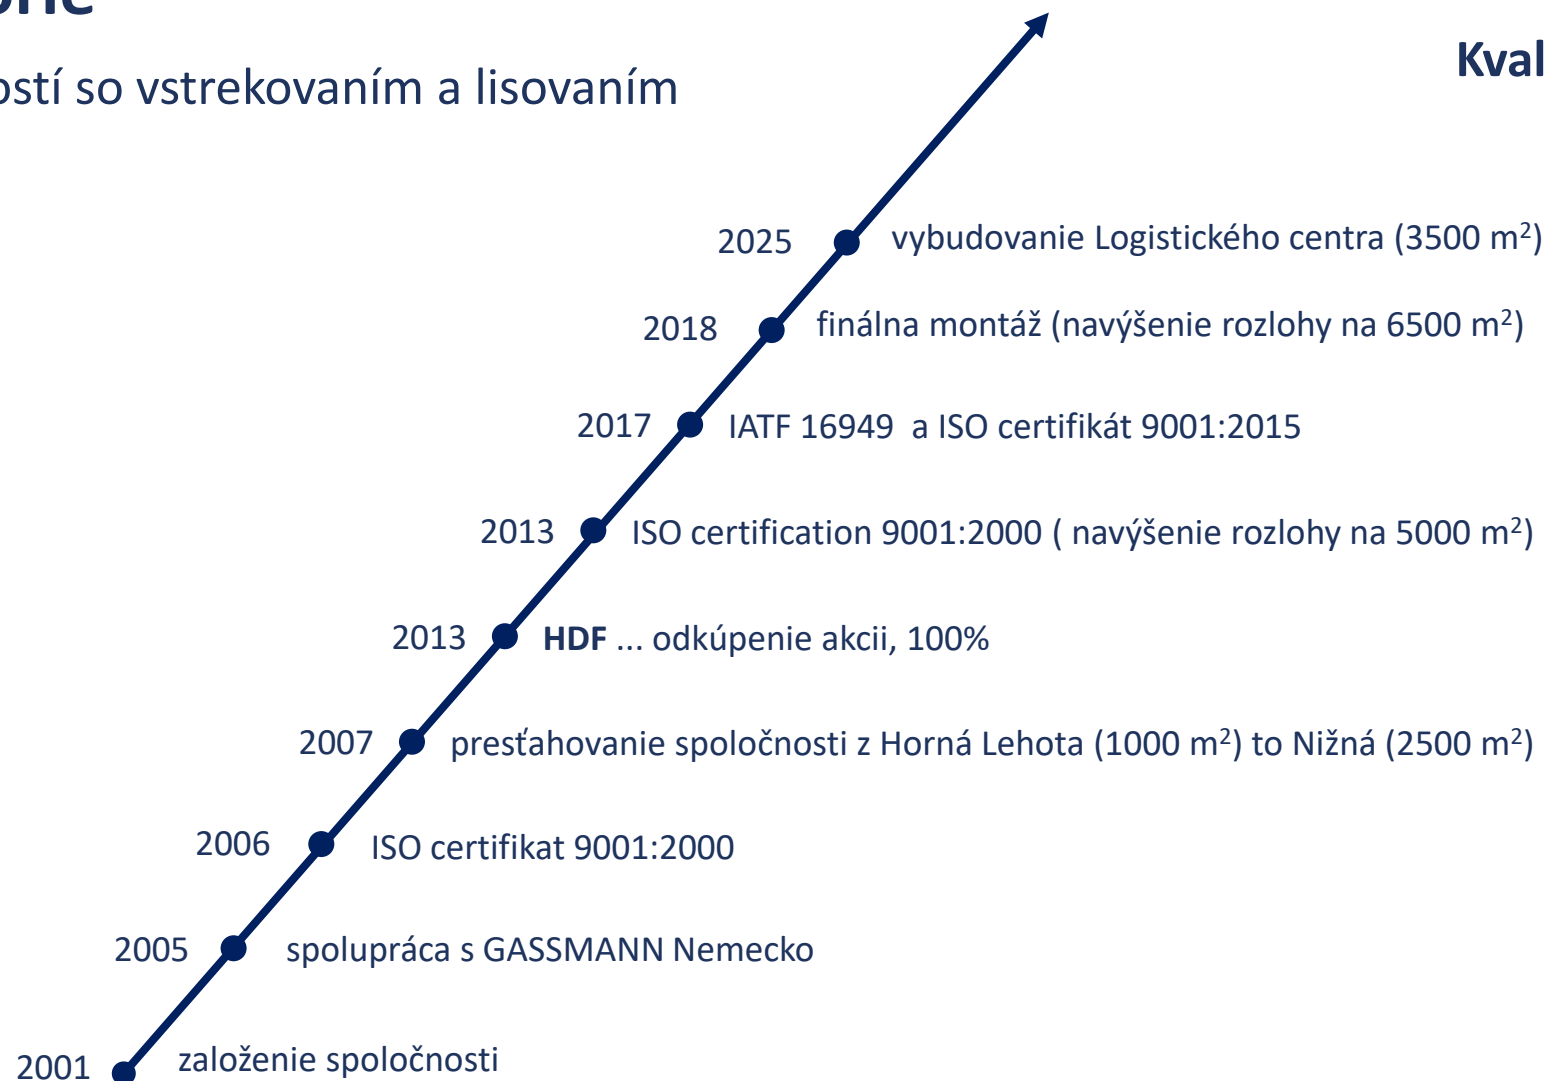 ostí so vstrekovaním a lisovaním
Kval
2025 vybudovanie Logistického centra (3500 m²)
2018 finálna montáž (navýšenie rozlohy na 6500 m²)
2017 IATF 16949 a ISO certifikát 9001:2015
2013 ISO certification 9001:2000 ( navýšenie rozlohy na 5000 m²)
2013 HDF ... odkúpenie akcii, 100%
2007 presťahovanie spoločnosti z Horná Lehota (1000 m²) to Nižná (2500 m²)
2006 ISO certifikat 9001:2000
2005 spolupráca s GASSMANN Nemecko
2001 založenie spoločnosti